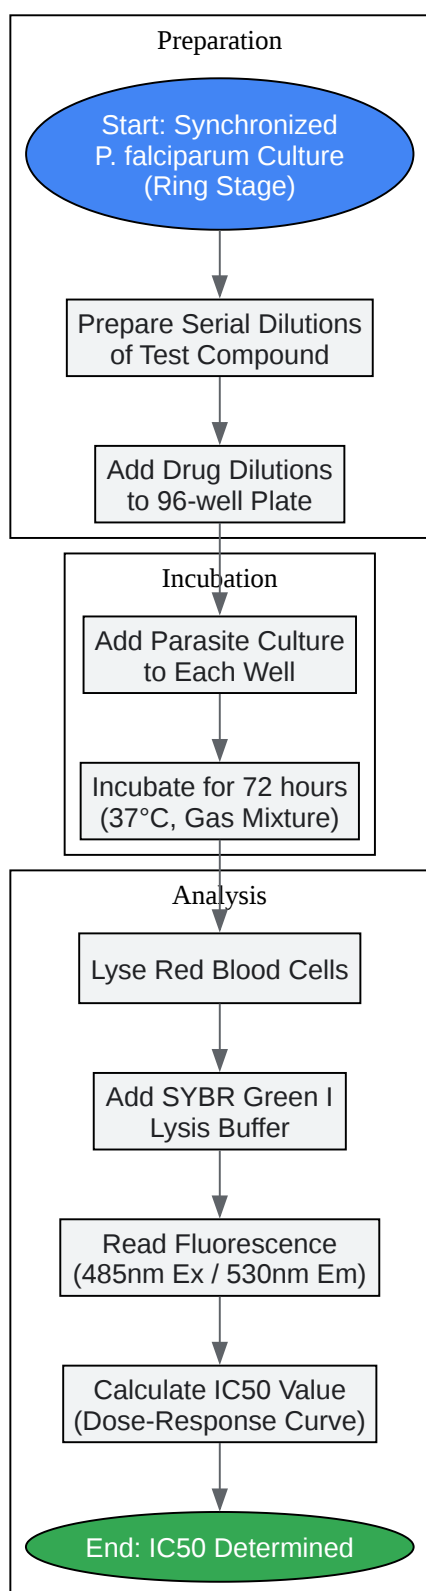 Preparation
Start: Synchronized
P. falciparum Culture
(Ring Stage)
Prepare Serial Dilutions
of Test Compound
Add Drug Dilutions
to 96-well Plate
Incubation
Add Parasite Culture
to Each Well
Incubate for 72 hours
(37°C, Gas Mixture)
Analysis
Lyse Red Blood Cells
Add SYBR Green I
Lysis Buffer
Read Fluorescence
(485nm Ex / 530nm Em)
Calculate IC50 Value
(Dose-Response Curve)
End: IC50 Determined